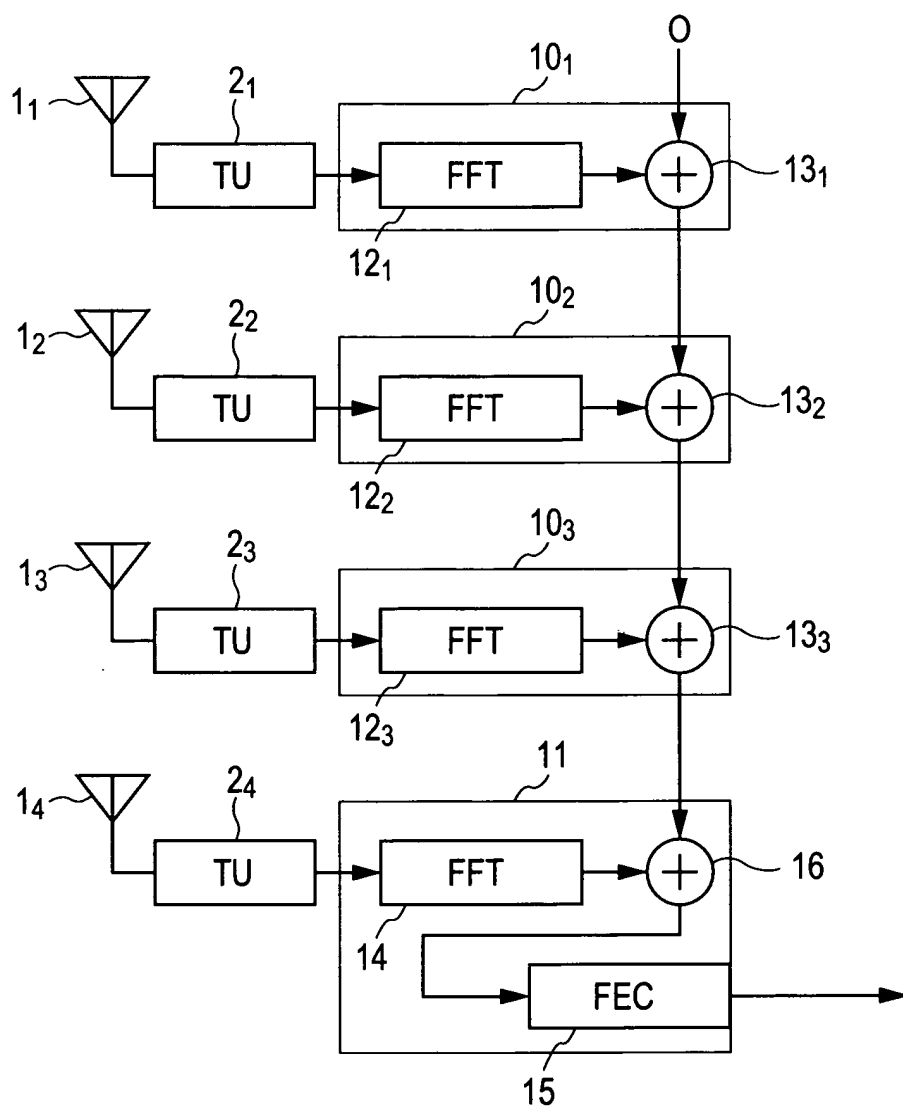 O
1₁
2₁
10₁
TU
FFT
+
13₁
12₁
1₂
2₂
10₂
TU
FFT
+
13₂
12₂
1₃
2₃
10₃
TU
FFT
+
13₃
12₃
1₄
2₄
11
TU
FFT
+
16
14
FEC
15